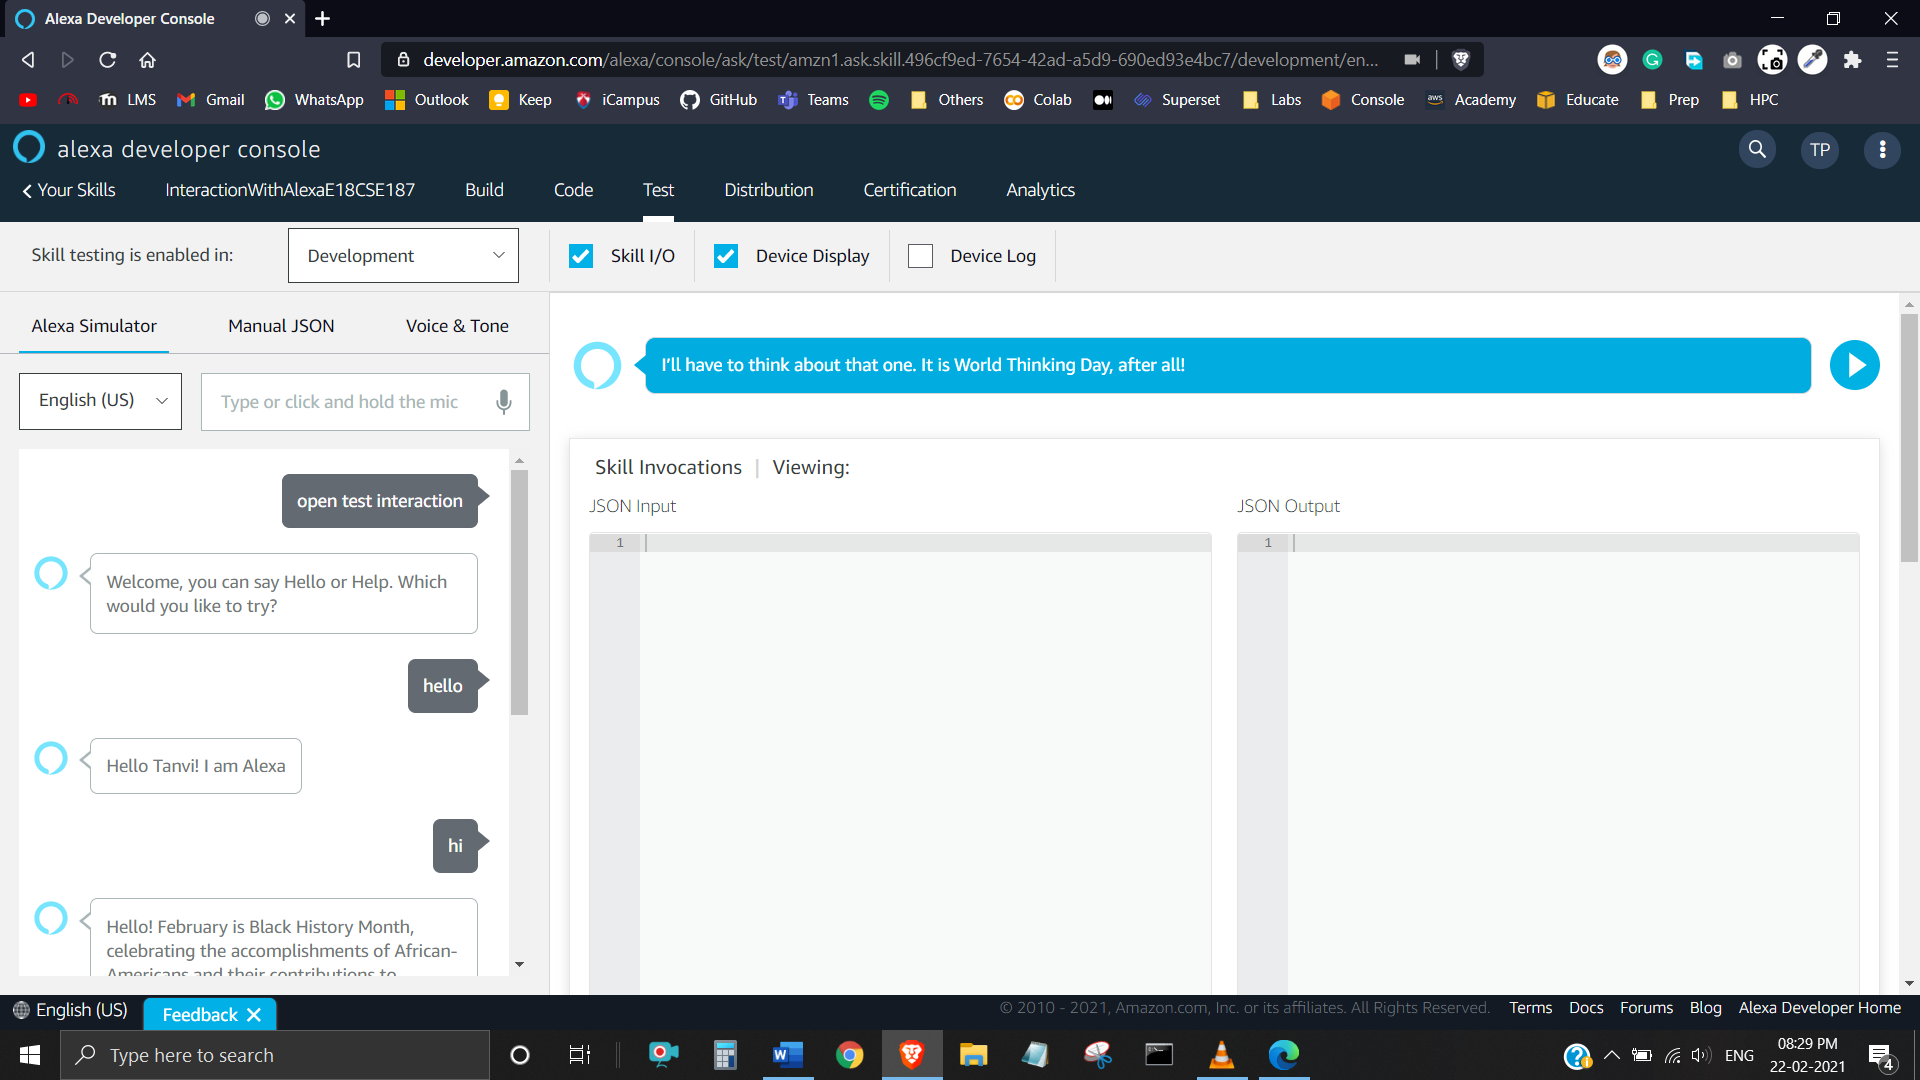 Alexa Developer Console
developer.amazon.com/alexa/console/ask/test/amzn1.ask.skill.496cf9ed-7654-42ad-a5d9-690ed93e4bc7/development/en...
LMS Gmail WhatsApp Outlook Keep iCampus GitHub Teams Others Colab Superset Labs Console aws Academy Educate Prep HPC
alexa developer console
TP
Your Skills InteractionWithAlexaE18CSE187 Build Code Test Distribution Certification Analytics
Skill testing is enabled in: Development Skill I/O Device Display Device Log
Alexa Simulator Manual JSON Voice & Tone
English (US) Type or click and hold the mic
I'll have to think about that one. It is World Thinking Day, after all!
open test interaction
Welcome, you can say Hello or Help. Which
would you like to try?
hello
Hello Tanvi! I am Alexa
hi
Hello! February is Black History Month,
celebrating the accomplishments of African-
Americans and their contributions to
Skill Invocations | Viewing:
JSON Input JSON Output
1 1
English (US) Feedback
© 2010 - 2021, Amazon.com, Inc. or its affiliates. All Rights Reserved. Terms Docs Forums Blog Alexa Developer Home
Type here to search
ENG
08:29 PM
22-02-2021
4